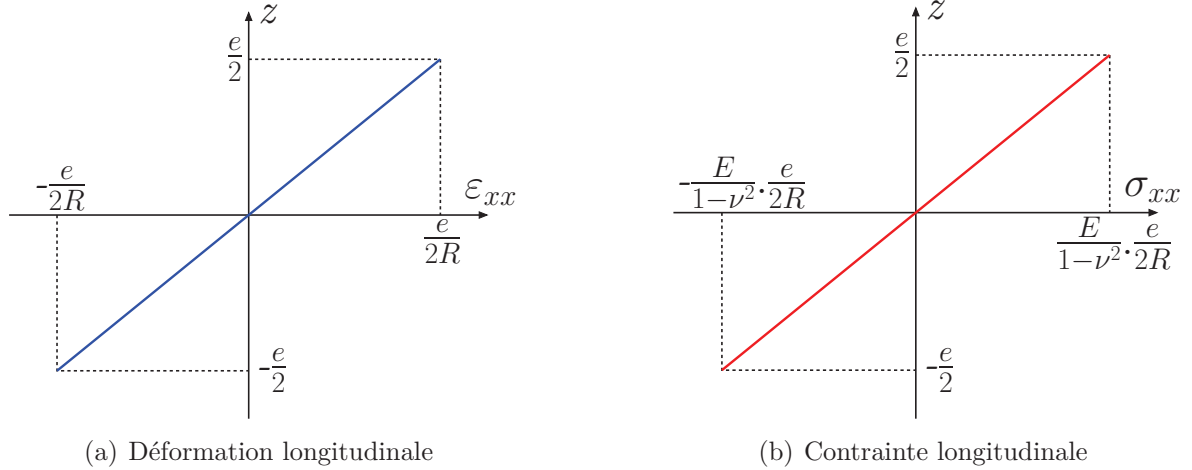 z
e/2
-e/2R
ε_xx
e/2R
-e/2
(a) Déformation longitudinale
z
e/2
-E/1−ν².e/2R
σ_xx
E/1−ν².e/2R
-e/2
(b) Contrainte longitudinale